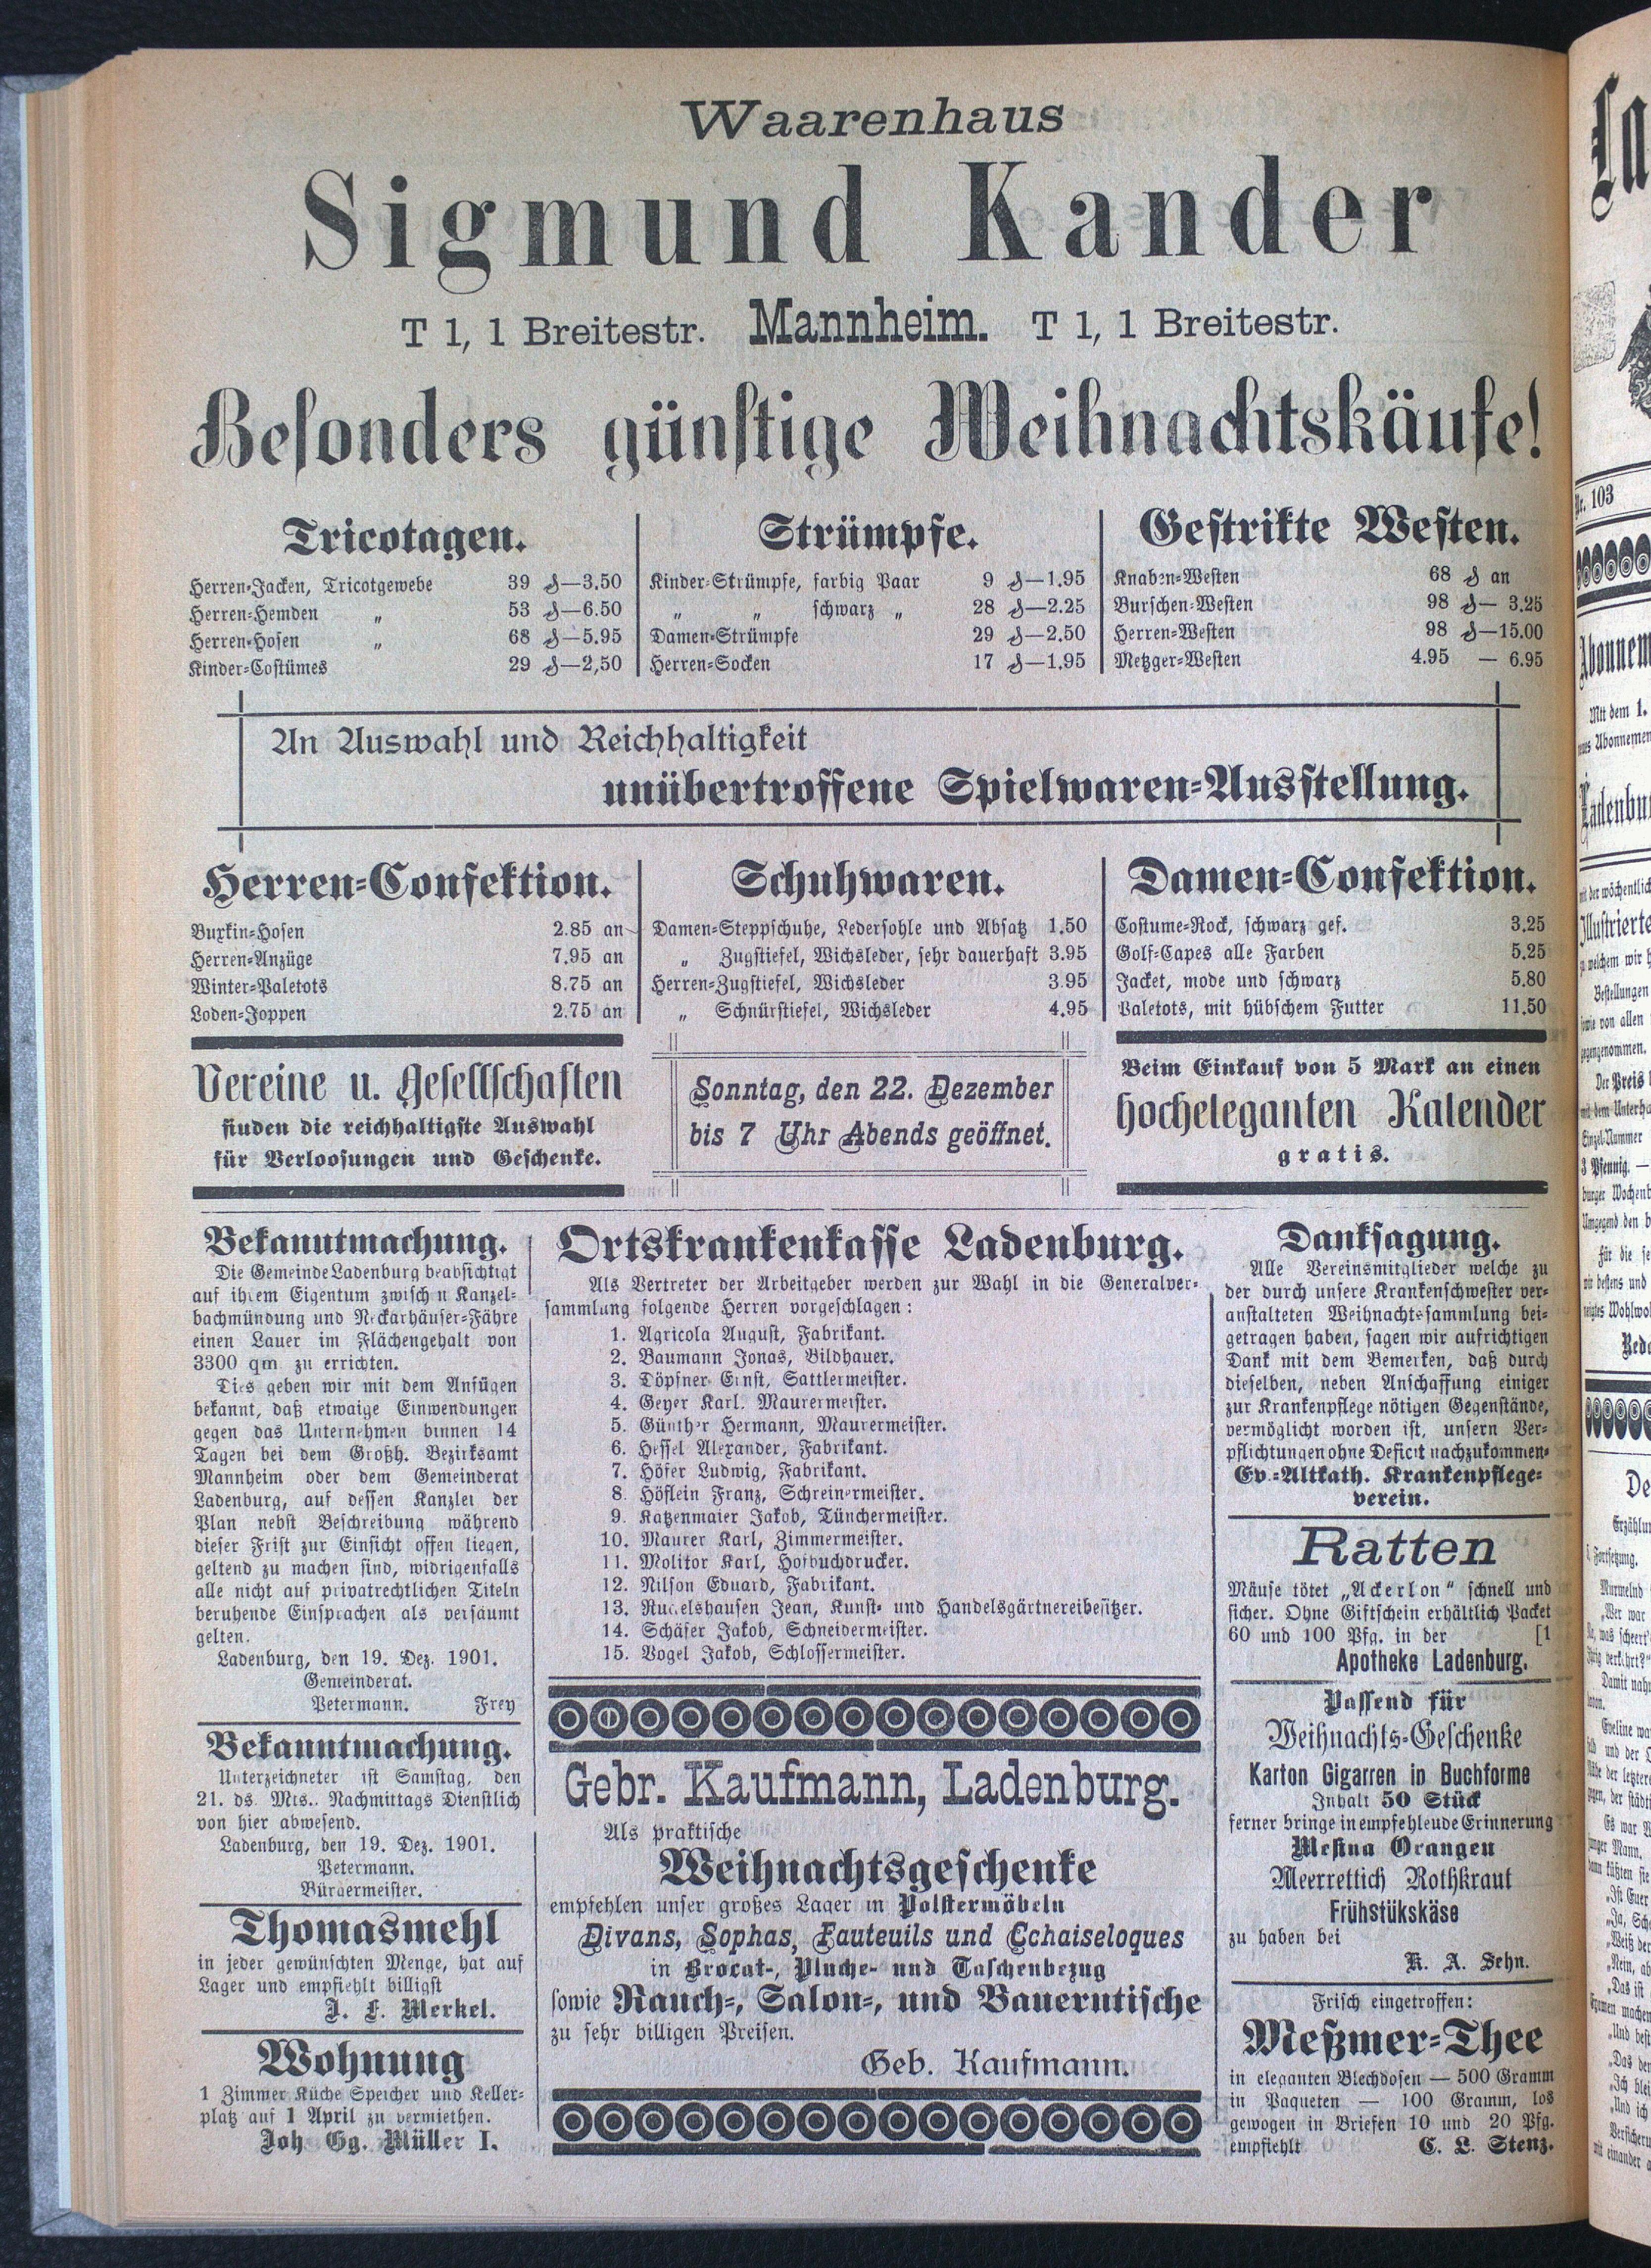 Waarenhaus
Sigmund Kander
T 1, 1 Breitestr. Mannheim. T 1, 1 Breitestr.
Besonders günstige Weihnachtskäufe!
Tricotagen.
Herren-Jacken, Tricotgewebe 39 ₰—3.50
Herren-Hemden „ 53 ₰—6.50
Herren-Hosen „ 68 ₰—5.95
Kinder-Costümes 29 ₰—2,50
Strümpfe.
Kinder-Strümpfe, farbig Paar 9 ₰—1.95
„ „ schwarz „ 28 ₰—2.25
Damen-Strümpfe 29 ₰—2.50
Herren-Socken 17 ₰—1.95
Gestrikte Westen.
Knaben-Westen 68 ₰ an
Burschen-Westen 98 ₰— 3.25
Herren-Westen 98 ₰—15.00
Metzger-Westen 4.95 — 6.95
An Auswahl und Reichhaltigkeit
unübertroffene Spielwaren-Ausstellung.
Herren-Confektion.
Buxkin-Hosen 2.85 an
Herren-Anzüge 7.95 an
Winter-Paletots 8.75 an
Loden-Joppen 2.75 an
Schuhwaren.
Damen-Steppschuhe, Ledersohle und Absatz 1.50
„ Zugstiefel, Wichsleder, sehr dauerhaft 3.95
Herren-Zugstiefel, Wichsleder 3.95
„ Schnürstiefel, Wichsleder 4.95
Damen-Confektion.
Costume-Rock, schwarz gef. 3.25
Golf-Capes alle Farben 5.25
Jacket, mode und schwarz 5.80
Paletots, mit hübschem Futter 11.50
Vereine u. Gesellschaften
finden die reichhaltigste Auswahl
für Verloosungen und Geschenke.
Sonntag, den 22. Dezember
bis 7 Uhr Abends geöffnet.
Beim Einkauf von 5 Mark an einen
hocheleganten Kalender
gratis.
Bekanntmachung.
Die Gemeinde Ladenburg beabsichtigt
auf ihrem Eigentum zwisch n Kanzel-
bachmündung und Neckarhäuser-Fähre
einen Lauer im Flächengehalt von
3300 qm zu errichten.
Dies geben wir mit dem Anfügen
bekannt, daß etwaige Einwendungen
gegen das Unternehmen binnen 14
Tagen bei dem Großh. Bezirksamt
Mannheim oder dem Gemeinderat
Ladenburg, auf dessen Kanzlei der
Plan nebst Beschreibung während
dieser Frist zur Einsicht offen liegen,
geltend zu machen sind, widrigenfalls
alle nicht auf privatrechtlichen Titeln
beruhende Einsprachen als versäumt
gelten.
Ladenburg, den 19. Dez. 1901.
Gemeinderat.
Petermann. Frey
Bekanntmachung.
Unterzeichneter ist Samstag, den
21. ds. Mts.. Nachmittags Dienstlich
von hier abwesend.
Ladenburg, den 19. Dez. 1901.
Petermann.
Bürgermeister.
Thomasmehl
in jeder gewünschten Menge, hat auf
Lager und empfiehlt billigst
J. F. Merkel.
Wohnung
1 Zimmer Küche Speicher und Keller-
platz auf 1 April zu vermiethen.
Joh Gg. Müller I.
Ortskrankenkasse Ladenburg.
Als Vertreter der Arbeitgeber werden zur Wahl in die Generalver-
sammlung folgende Herren vorgeschlagen:
1. Agricola August, Fabrikant.
2. Baumann Jonas, Bildhauer.
3. Döpfner Ernst, Sattlermeister.
4. Geyer Karl. Maurermeister.
5. Günther Hermann, Maurermeister.
6. Hessel Alexander, Fabrikant.
7. Höfer Ludwig, Fabrikant.
8. Höflein Franz, Schreinermeister.
9. Katzenmaier Jakob, Tünchermeister.
10. Maurer Karl, Zimmermeister.
11. Molitor Karl, Hofbuchdrucker.
12. Nilson Eduard, Fabrikant.
13. Jean, Kunst- und Handelsgärtnereibesitzer.
14. Schäfer Jakob, Schneidermeister.
15. Vogel Jakob, Schlossermeister.
Gebr. Kaufmann, Ladenburg.
Als praktische
Weihnachtsgeschenke
empfehlen unser großes Lager in Polstermöbeln
Divans, Sophas, Fauteuils und Cchaiseloques
in Brocat-, Pluche- und Taschenbezug
sowie Rauch-, Salon-, und Bauerntische
zu sehr billigen Preisen.
Geb. Kaufmann.
Danksagung.
Alle Vereinsmitglieder welche zu
der durch unsere Krankenschwester ver-
anstalteten Weihnachtssammlung bei-
getragen haben, sagen wir aufrichtigen
Dank mit dem Bemerken, daß durch
dieselben, neben Anschaffung einiger
zur Krankenpflege nötigen Gegenstände,
vermöglicht worden ist, unsern Ver-
pflichtungen ohne Deficit nachzukommen-
Ev.-Altkath. Krankenpflege-
verein.
Ratten
Mäuse tötet „Ackerlon“ schnell und
sicher. Ohne Giftschein erhältlich Packet
60 und 100 Pfg. in der [1
Apotheke Ladenburg.
Passend für
Weihnachts-Geschenke
Karton Gigarren in Buchforme
Inhalt 50 Stück
ferner bringe in empfehleude Erinnerung
Messina Orangen
Meerrettich Rothkraut
Frühstükskäse
zu haben bei
K. A. Sehn.
Frisch eingetroffen:
Meßmer-Thee
in eleganten Blechdosen — 500 Gramm
in Paqueten — 100 Gramm, los
gewogen in Briefen 10 und 20 Pfg.
empfiehlt C. L. Stenz.
La
Nr. 103
Mit dem 1.
Der Preis
3 Pfennig. —
Für die
De